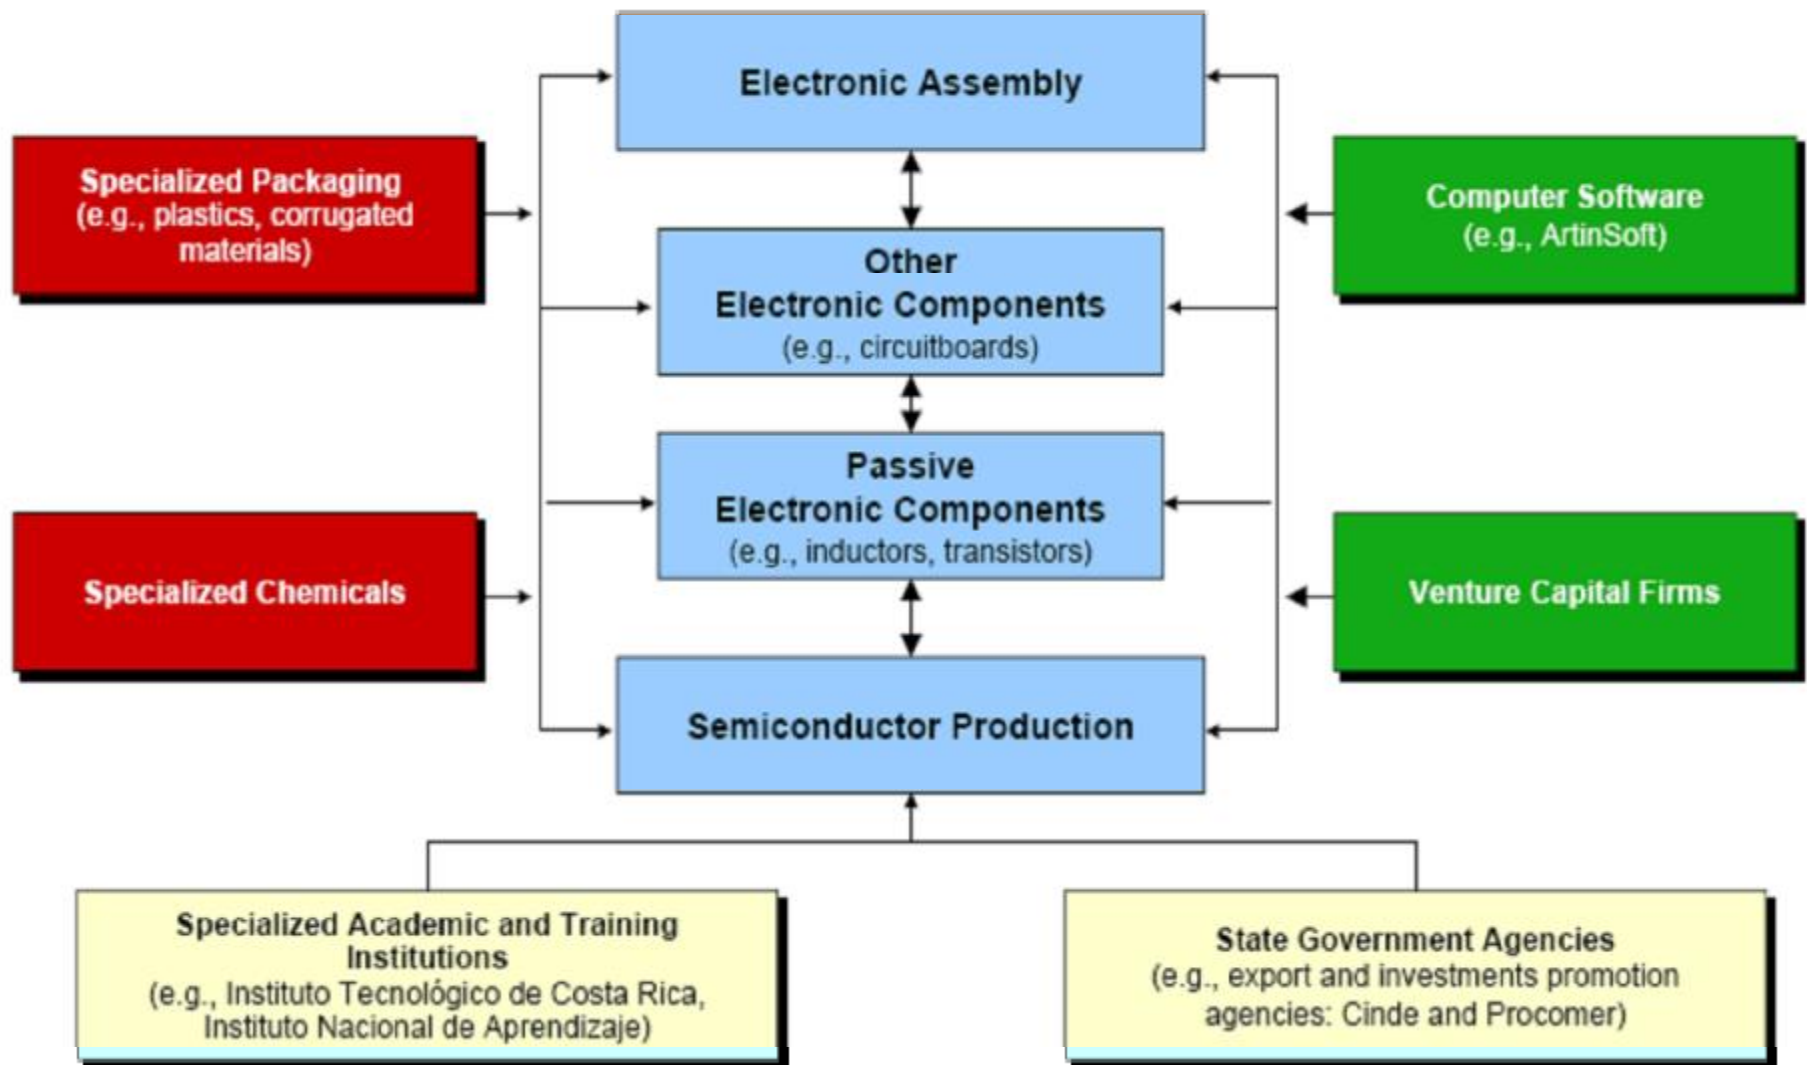 Electronic Assembly
Specialized Packaging
(e.g., plastics, corrugated
materials)
Computer Software
(e.g., ArtinSoft)
Other
Electronic Components
(e.g., circuitboards)
Passive
Electronic Components
(e.g., inductors, transistors)
Specialized Chemicals
Venture Capital Firms
Semiconductor Production
Specialized Academic and Training
Institutions
(e.g., Instituto Tecnológico de Costa Rica,
Instituto Nacional de Aprendizaje)
State Government Agencies
(e.g., export and investments promotion
agencies: Cinde and Procomer)